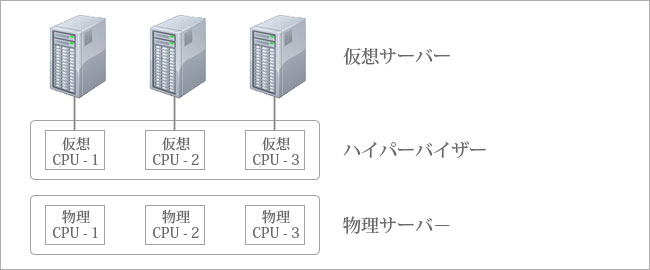 仮想サーバー
仮想 仮想 仮想
CPU - 1 CPU - 2 CPU - 3
ハイパーバイザー
物理 物理 物理
CPU - 1 CPU - 2 CPU - 3
物理サーバー